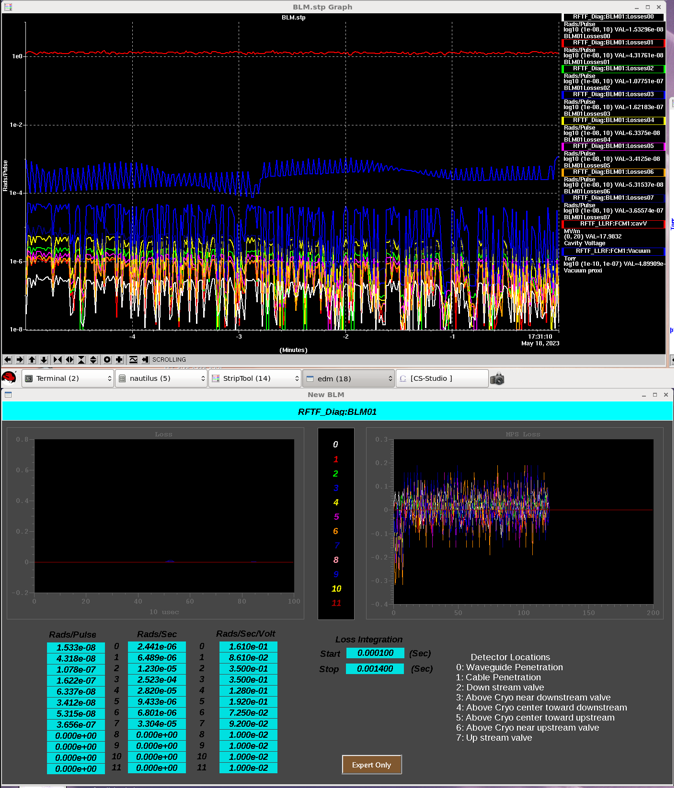 BLM.stp Graph
BLM.stp
1e0
1e-2
1e-4
1e-6
1e-8
Rads/Pulse
-4
-3
-2
-1
(Minutes)
17:31:10
May 18, 2023
RFTF_Diag:BLM01:Losses00
Rads/Pulse
log10 (1e-08, 10) VAL=1.53296e-08
BLM01Losses00
RFTF_Diag:BLM01:Losses01
Rads/Pulse
log10 (1e-08, 10) VAL=4.31761e-08
BLM01Losses01
RFTF_Diag:BLM01:Losses02
Rads/Pulse
log10 (1e-08, 10) VAL=1.07751e-07
BLM01Losses02
RFTF_Diag:BLM01:Losses03
Rads/Pulse
log10 (1e-08, 10) VAL=1.62183e-07
BLM01Losses03
RFTF_Diag:BLM01:Losses04
Rads/Pulse
log10 (1e-08, 10) VAL=6.3375e-08
BLM01Losses04
RFTF_Diag:BLM01:Losses05
Rads/Pulse
log10 (1e-08, 10) VAL=3.4125e-08
BLM01Losses05
RFTF_Diag:BLM01:Losses06
Rads/Pulse
log10 (1e-08, 10) VAL=5.31537e-08
BLM01Losses06
RFTF_Diag:BLM01:Losses07
Rads/Pulse
log10 (1e-08, 10) VAL=3.65574e-08
BLM01Losses07
RFTF_LLRF:FCM1:cavV
MV/m
(0, 20) VAL=17.9832
Cavity Voltage
RFTF_LLRF:FCM1:Vacuum
Torr
log10 (1e-10, 1e-07) VAL=4.89909e-
Vacuum proxi
SCROLLING
Terminal (2)
nautilus (5)
StripTool (14)
edm (18)
[CS-Studio ]
New BLM
RFTF_Diag:BLM01
Loss
0.8
0.6
0.4
0.2
0
-0.2
0 20 40 60 80 100
10 usec
0
1
2
3
4
5
6
7
8
9
10
11
MPS Loss
0.1
0.1
0
-0.1
-0.2
-0.3
-0.4
0 50 100 150 200
Rads/Pulse Rads/Sec Rads/Sec/Volt
1.533e-08 0 2.441e-06 0 1.610e-01
4.318e-08 1 6.489e-06 1 8.610e-02
1.078e-07 2 1.230e-05 2 3.500e-01
1.622e-07 3 2.523e-04 3 3.500e-01
6.337e-08 4 2.820e-05 4 1.280e-01
3.412e-08 5 9.433e-06 5 1.920e-01
5.315e-08 6 6.801e-06 6 7.250e-02
3.656e-07 7 3.304e-05 7 9.200e-02
0.000e+00 8 0.000e+00 8 1.000e-02
0.000e+00 9 0.000e+00 9 1.000e-02
0.000e+00 10 0.000e+00 10 1.000e-02
0.000e+00 11 0.000e+00 11 1.000e-02
Loss Integration
Start 0.000100 (Sec)
Stop 0.001400 (Sec)
Detector Locations
0: Waveguide Penetration
1: Cable Penetration
2: Down stream valve
3: Above Cryo near downstream valve
4: Above Cryo center toward downstream
5: Above Cryo center toward upstream
6: Above Cryo near upstream valve
7: Up stream valve
Expert Only